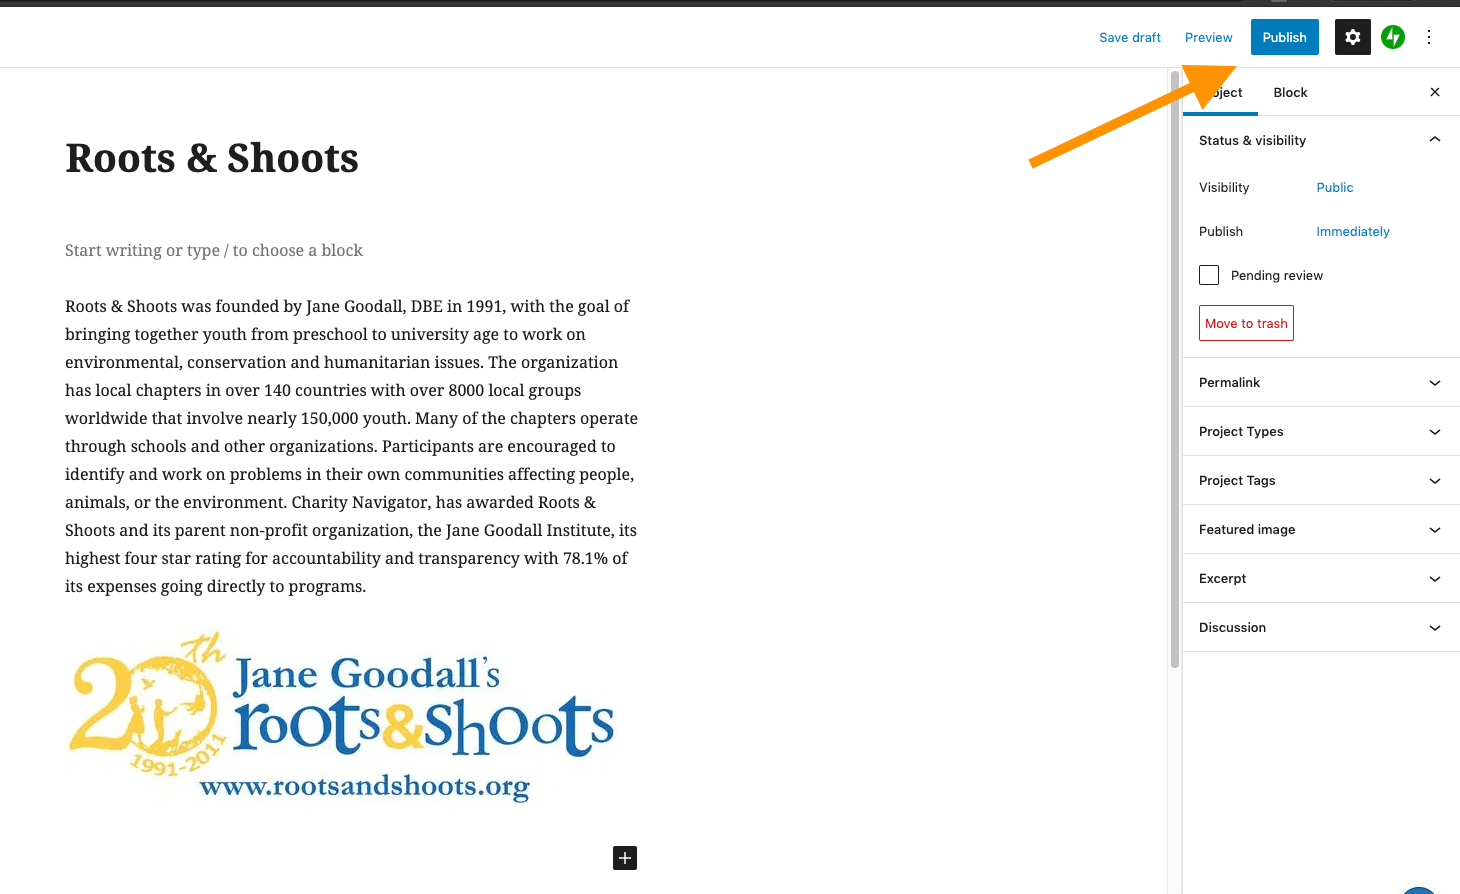 Save draft Preview Publish
Block
Roots & Shoots
Status & visibility
Visibility Public
Start writing or type / to choose a block
Publish Immediately
Pending review
Move to trash
Roots & Shoots was founded by Jane Goodall, DBE in 1991, with the goal of
bringing together youth from preschool to university age to work on
environmental, conservation and humanitarian issues. The organization
has local chapters in over 140 countries with over 8000 local groups
worldwide that involve nearly 150,000 youth. Many of the chapters operate
through schools and other organizations. Participants are encouraged to
identify and work on problems in their own communities affecting people,
animals, or the environment. Charity Navigator, has awarded Roots &
Shoots and its parent non-profit organization, the Jane Goodall Institute, its
highest four star rating for accountability and transparency with 78.1% of
its expenses going directly to programs.
Permalink
Project Types
Project Tags
Featured image
Excerpt
Discussion
20th
Jane Goodall's
roots&shoots
1991-2011
www.rootsandshoots.org